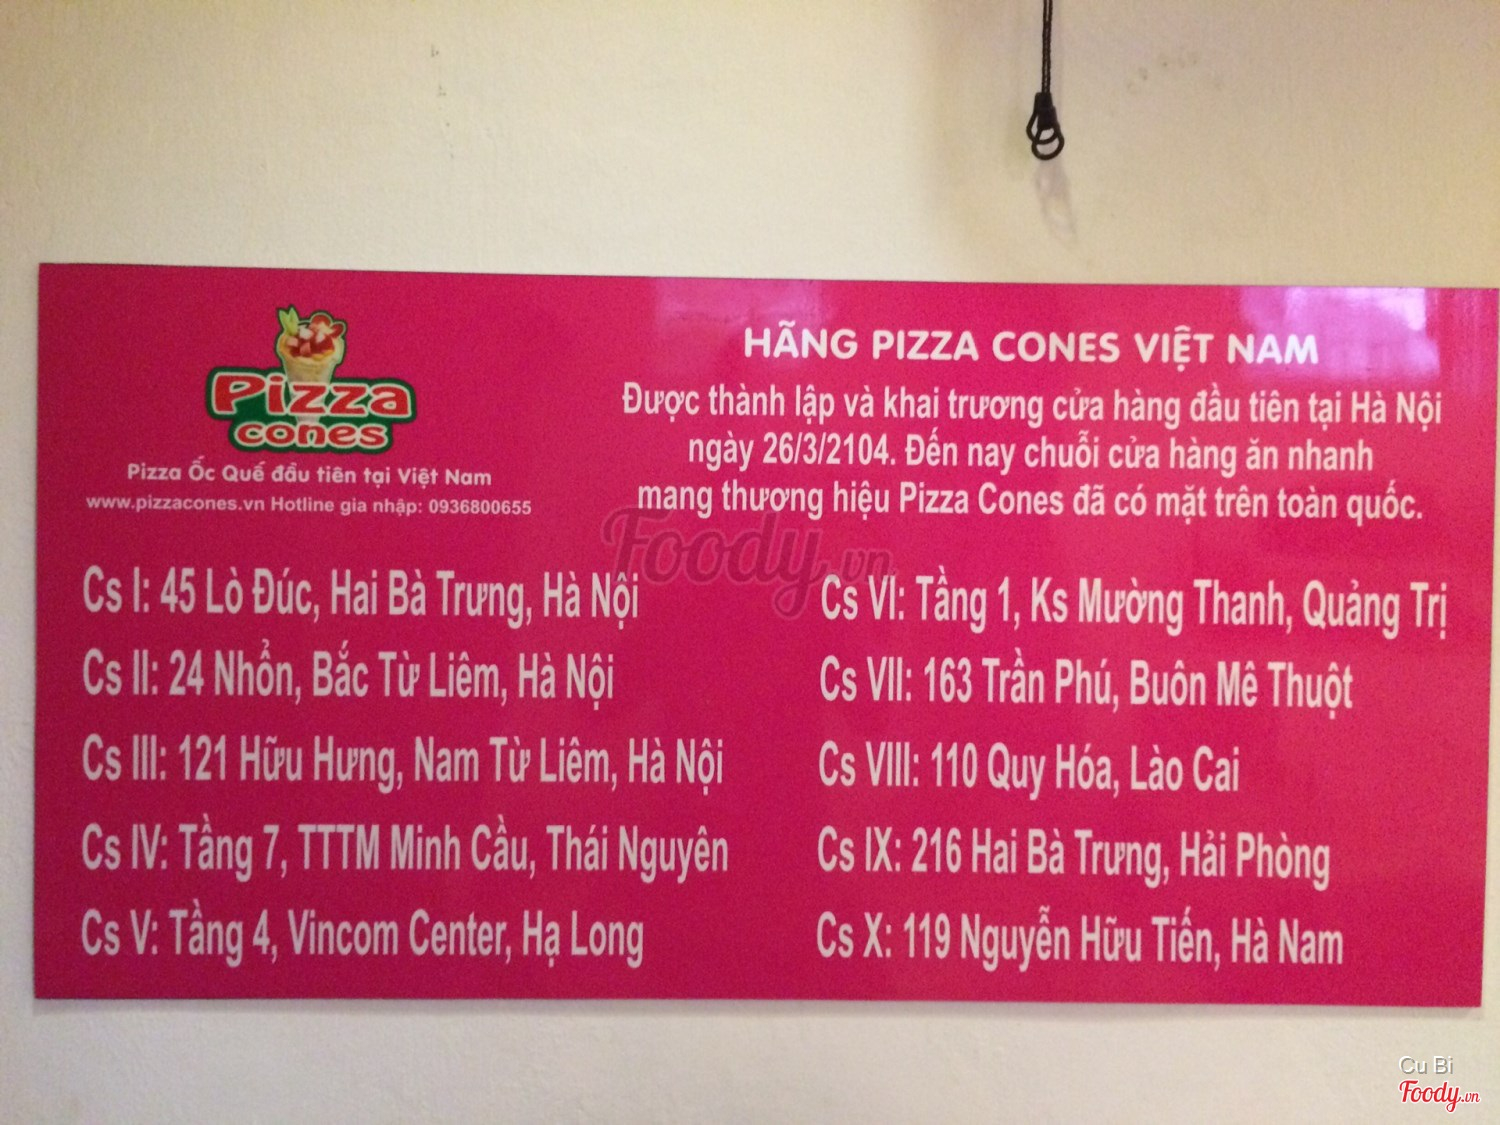 Pizza
cones
Pizza Ốc Quế đầu tiên tại Việt Nam
www.pizzacones.vn Hotline gia nhập: 0936800655
HÃNG PIZZA CONES VIỆT NAM
Được thành lập và khai trương cửa hàng đầu tiên tại Hà Nội
ngày 26/3/2104. Đến nay chuỗi cửa hàng ăn nhanh
mang thương hiệu Pizza Cones đã có mặt trên toàn quốc.
Foody.vn
Cs I: 45 Lò Đúc, Hai Bà Trưng, Hà Nội
Cs II: 24 Nhổn, Bắc Từ Liêm, Hà Nội
Cs III: 121 Hữu Hưng, Nam Từ Liêm, Hà Nội
Cs IV: Tầng 7, TTTM Minh Cầu, Thái Nguyên
Cs V: Tầng 4, Vincom Center, Hạ Long
Cs VI: Tầng 1, Ks Mường Thanh, Quảng Trị
Cs VII: 163 Trần Phú, Buôn Mê Thuột
Cs VIII: 110 Quy Hóa, Lào Cai
Cs IX: 216 Hai Bà Trưng, Hải Phòng
Cs X: 119 Nguyễn Hữu Tiến, Hà Nam
Cu Bi
Foody.vn